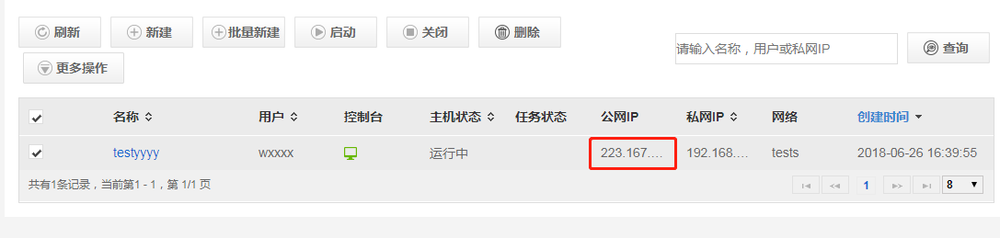 刷新 新建 批量新建 启动 关闭 删除
请输入名称，用户或私网IP 查询
更多操作
名称 用户 控制台 主机状态 任务状态 公网IP 私网IP 网络 创建时间
testyyyy wxxxx 运行中 223.167.... 192.168.... tests 2018-06-26 16:39:55
共有1条记录，当前第1 - 1，第 1/1 页 1 8